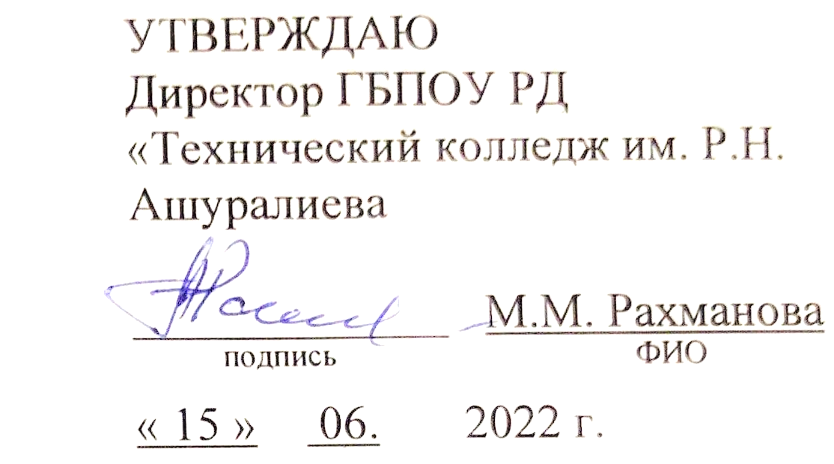 УТВЕРЖДАЮ
Директор ГБПОУ РД
«Технический колледж им. Р.Н.
Ашуралиева
М.М. Рахманова
подпись ФИО
« 15 » 06. 2022 г.